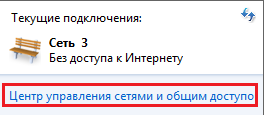 Текущие подключения:
Сеть 3
Без доступа к Интернету
Центр управления сетями и общим доступо